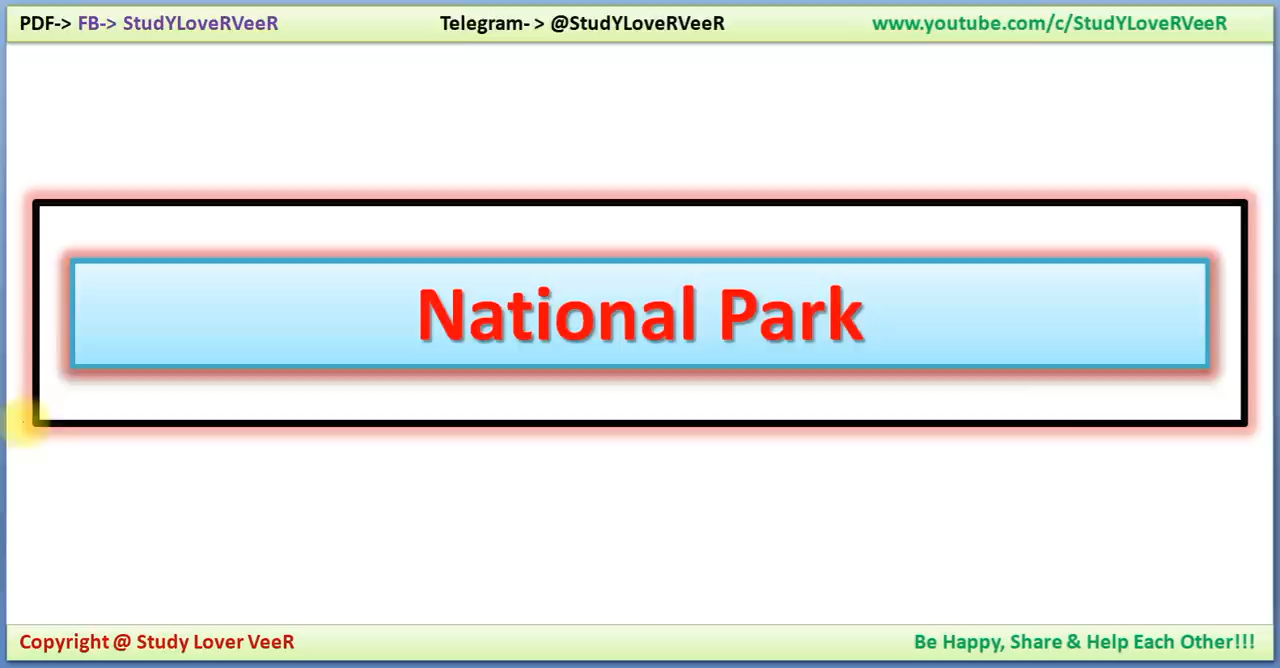 PDF-> FB-> StudYLoveRVeeR Telegram- > @StudYLoveRVeeR www.youtube.com/c/StudYLoveRVeeR
National Park
Copyright @ Study Lover VeeR Be Happy, Share & Help Each Other!!!